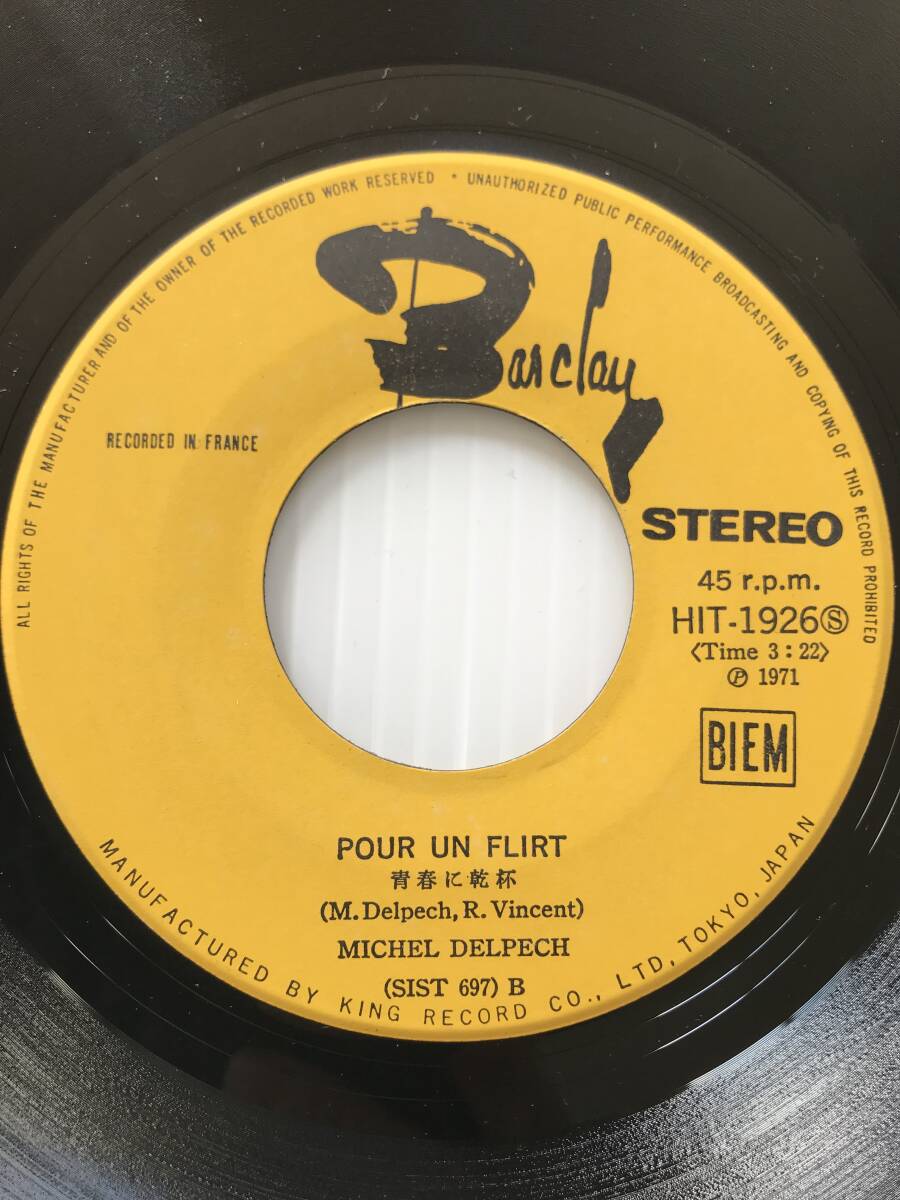 ALL RIGHTS OF THE MANUFACTURER AND OF THE OWNER OF THE RECORDED WORK RESERVED • UNAUTHORIZED PUBLIC PERFORMANCE BROADCASTING AND COPYING OF THIS RECORD PROHIBITED
Barclay
RECORDED IN FRANCE
STEREO
45 r.p.m.
HIT-1926Ⓢ
〈Time 3 : 22〉
Ⓟ 1971
BIEM
POUR UN FLIRT
青春に乾杯
(M. Delpech, R. Vincent)
MICHEL DELPECH
(SIST 697) B
MANUFACTURED BY KING RECORD CO., LTD, TOKYO, JAPAN